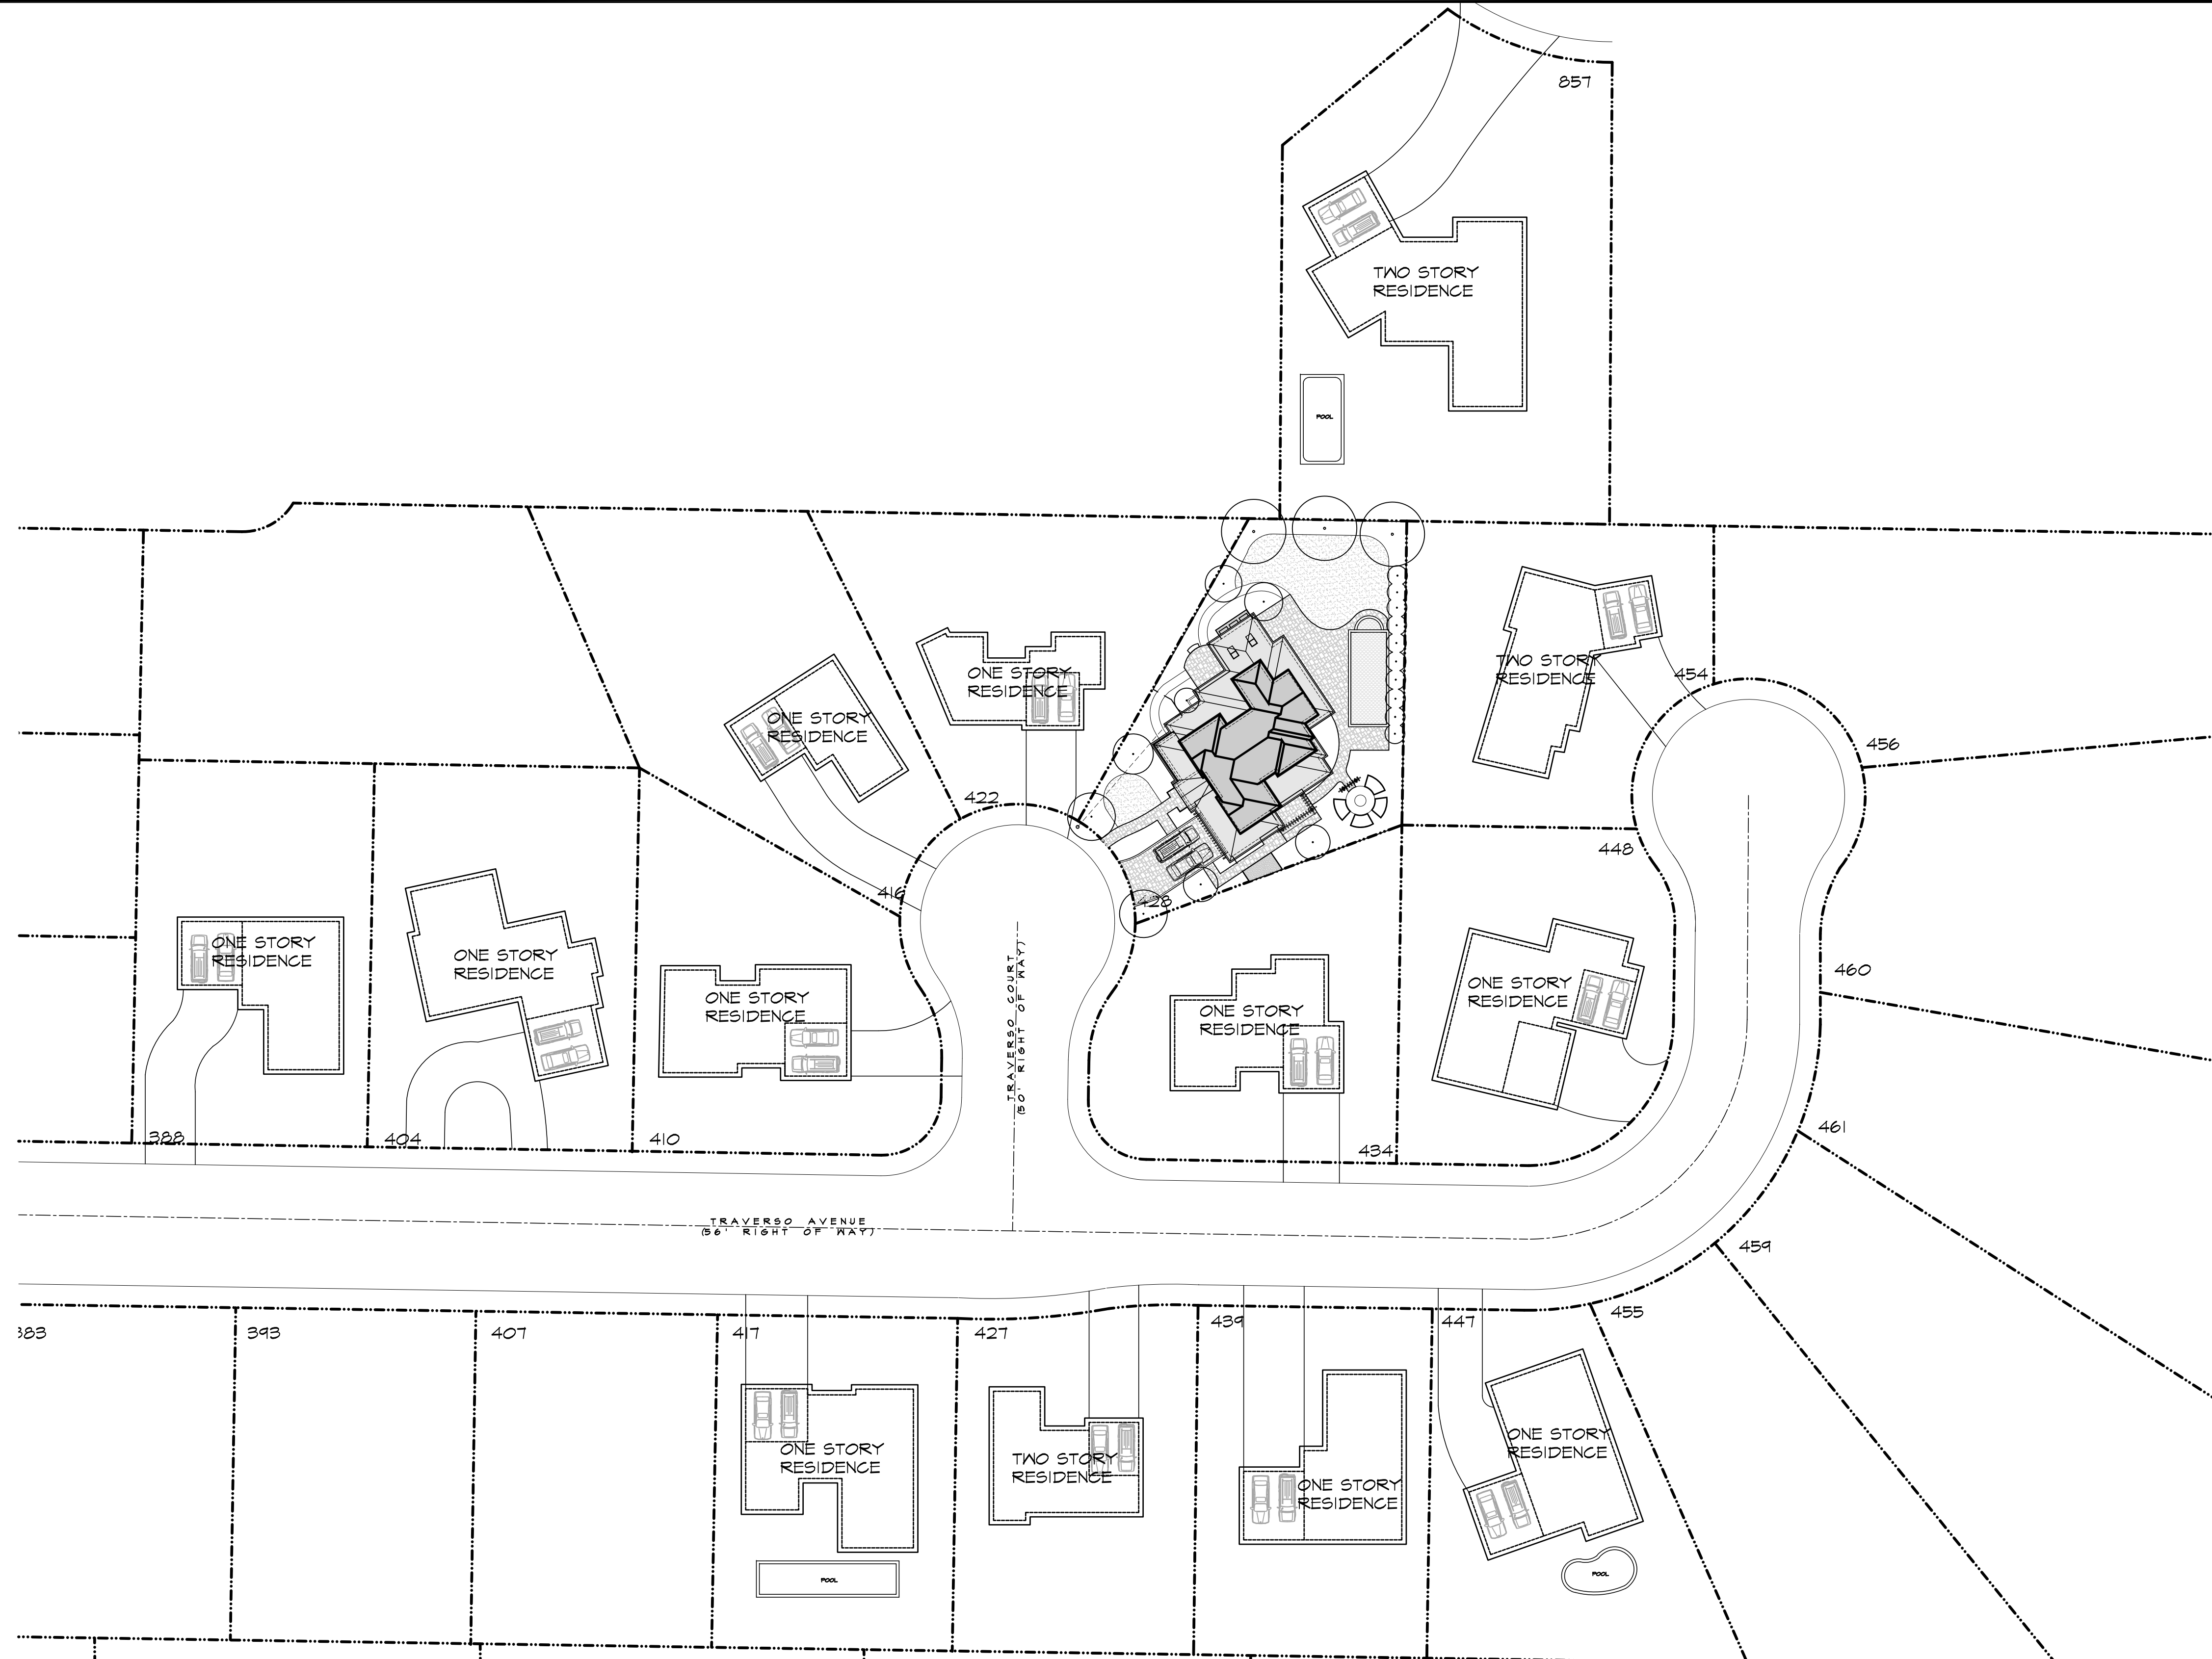 857
TWO STORY
RESIDENCE
POOL
ONE STORY
RESIDENCE
TWO STORY
RESIDENCE
454
ONE STORY
RESIDENCE
456
422
448
416
428
ONE STORY
RESIDENCE
ONE STORY
RESIDENCE
460
ONE STORY
RESIDENCE
ONE STORY
RESIDENCE
ONE STORY
RESIDENCE
TRAVERSO COURT
(50' RIGHT OF WAY)
461
388
404
410
434
TRAVERSO AVENUE
(56' RIGHT OF WAY)
459
455
383
393
407
417
427
439
447
ONE STORY
RESIDENCE
TWO STORY
RESIDENCE
ONE STORY
RESIDENCE
ONE STORY
RESIDENCE
POOL
POOL